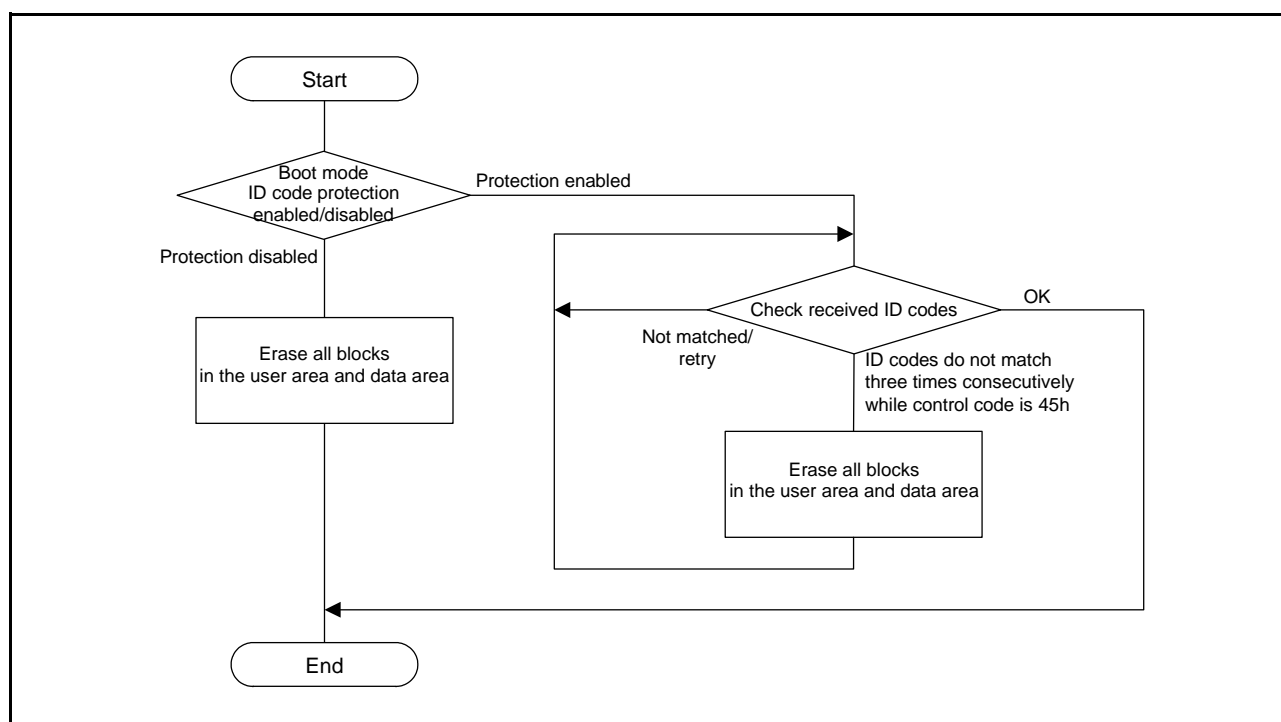 Start
Boot mode
ID code protection
enabled/disabled
Protection enabled
Protection disabled
Erase all blocks
in the user area and data area
Check received ID codes
OK
Not matched/
retry
ID codes do not match
three times consecutively
while control code is 45h
Erase all blocks
in the user area and data area
End